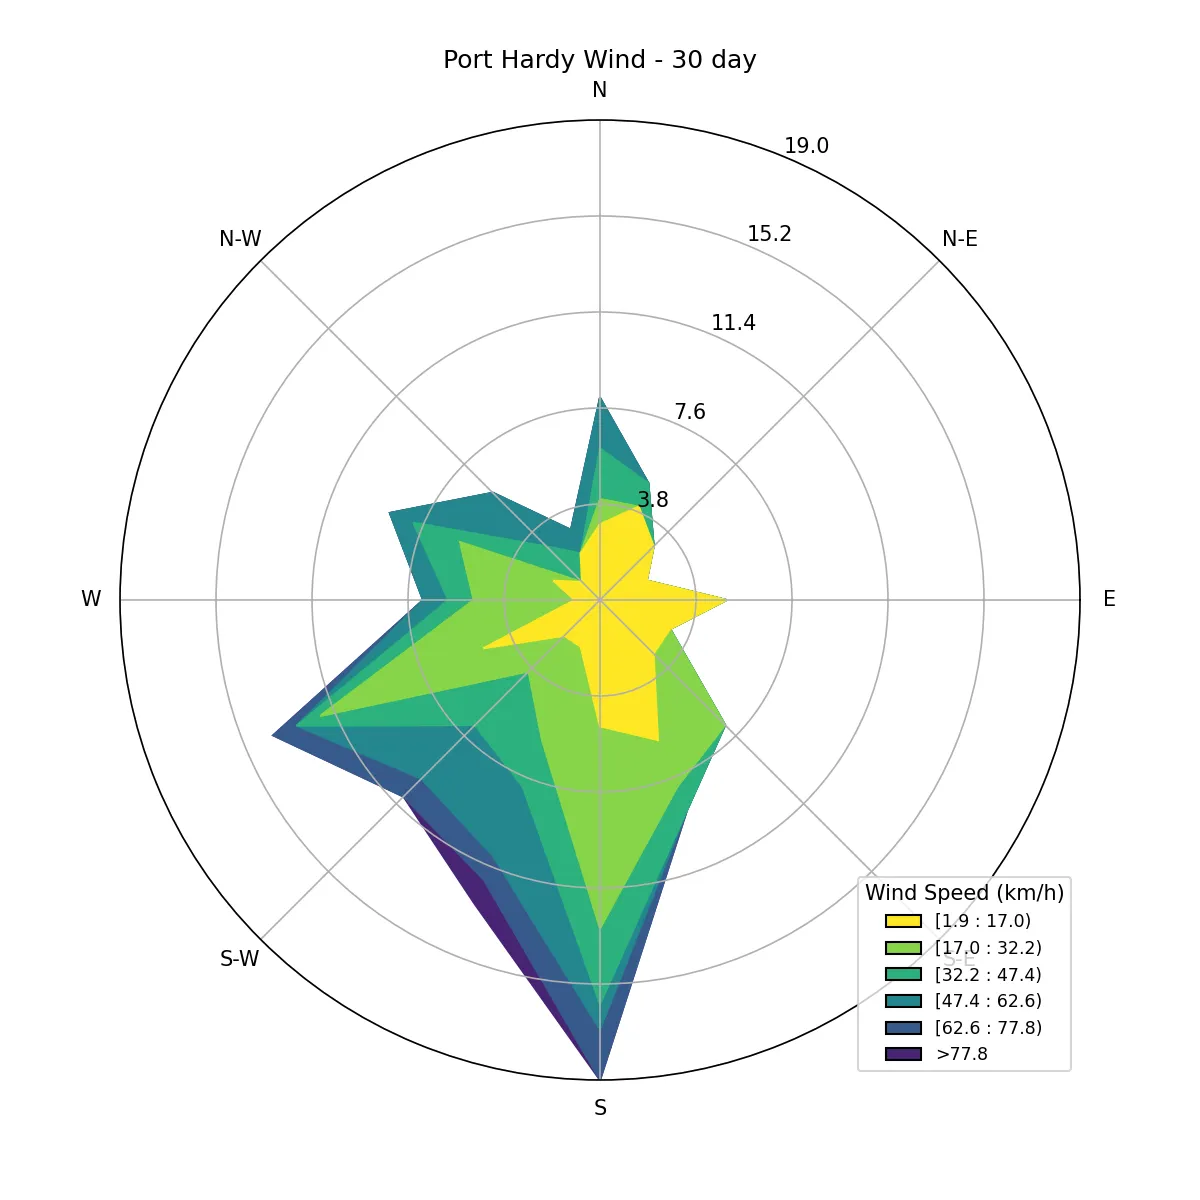 Port Hardy Wind - 30 day
N
19.0
N-W
15.2
N-E
11.4
7.6
3.8
W
E
S-W
S-E
S
Wind Speed (km/h)
[1.9 : 17.0)
[17.0 : 32.2)
[32.2 : 47.4)
[47.4 : 62.6)
[62.6 : 77.8)
>77.8